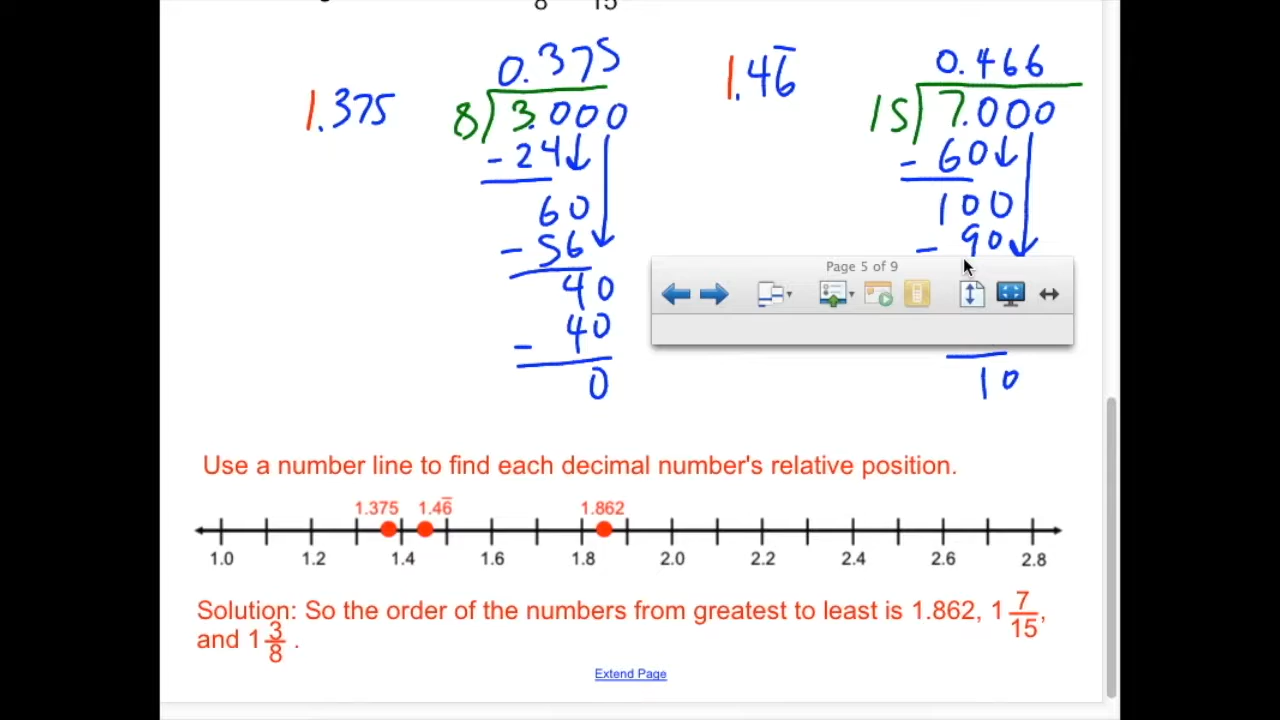 8 15
0.375 1.46̅ 0.466
1.375 8 3.000 15 7.000
- 24 - 60
60 100
- 56 - 90
40
- 40
0 10
Page 5 of 9
Use a number line to find each decimal number's relative position.
1.375 1.46̅ 1.862
1.0 1.2 1.4 1.6 1.8 2.0 2.2 2.4 2.6 2.8
Solution: So the order of the numbers from greatest to least is 1.862, 1 7/15,
and 1 3/8 .
Extend Page